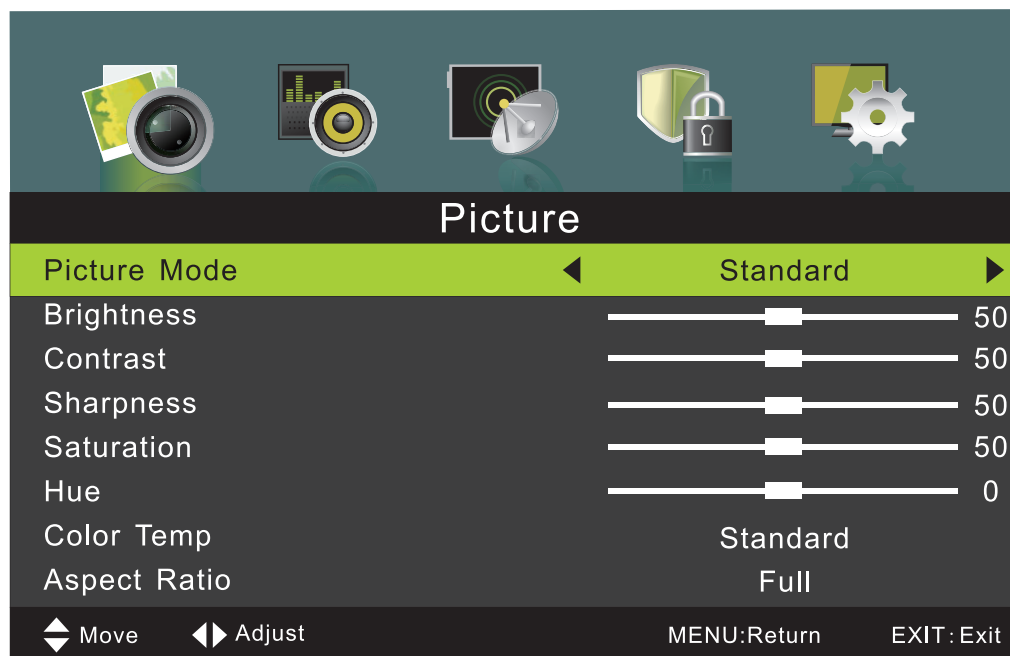 Picture
Picture Mode Standard
Brightness 50
Contrast 50
Sharpness 50
Saturation 50
Hue 0
Color Temp Standard
Aspect Ratio Full
Move Adjust MENU:Return EXIT:Exit